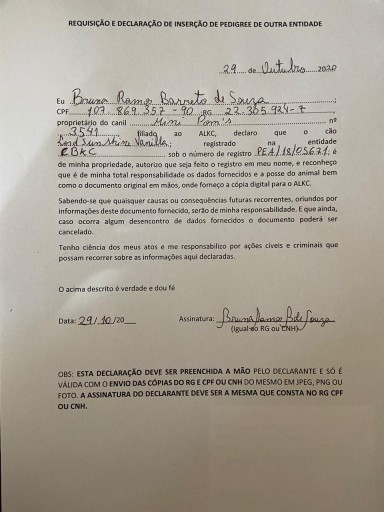 REQUISIÇÃO E DECLARAÇÃO DE INSERÇÃO DE PEDIGREE DE OUTRA ENTIDADE
29 de Outubro 2020
Eu Bruna Ramos Barreto de Souza;
CPF 107.869.357-90 RG 22.365.924-7,
proprietário do canil Mini Pom's nº
3541, filiado ao ALKC, declaro que o cão
Sunshine Vanilla; registrado na entidade
CBKC sob o número de registro PEA/18/05671, e
de minha propriedade, autorizo que seja feito o registro em meu nome, e reconheço
que é de minha total responsabilidade os dados fornecidos e a posse do animal bem
como o documento original em mãos, onde forneço a cópia digital para o ALKC.
Sabendo-se que quaisquer causas ou consequências futuras recorrentes, oriundos por
informações deste documento fornecido, serão de minha responsabilidade. E que ainda,
caso ocorra algum desencontro de dados fornecidos o documento poderá ser
cancelado.
Tenho ciência dos meus atos e me responsabilizo por ações cíveis e criminais que
possam recorrer sobre as informações aqui declaradas.
O acima descrito é verdade e dou fé
Data: 29/10/20 Assinatura: Bruna Ramos B de Souza
(Igual do RG ou CNH)
OBS: ESTA DECLARAÇÃO DEVE SER PREENCHIDA A MÃO PELO DECLARANTE E SÓ É
VÁLIDA COM O ENVIO DAS CÓPIAS DO RG E CPF OU CNH DO MESMO EM JPEG, PNG OU
FOTO. A ASSINATURA DO DECLARANTE DEVE SER A MESMA QUE CONSTA NO RG CPF
OU CNH.